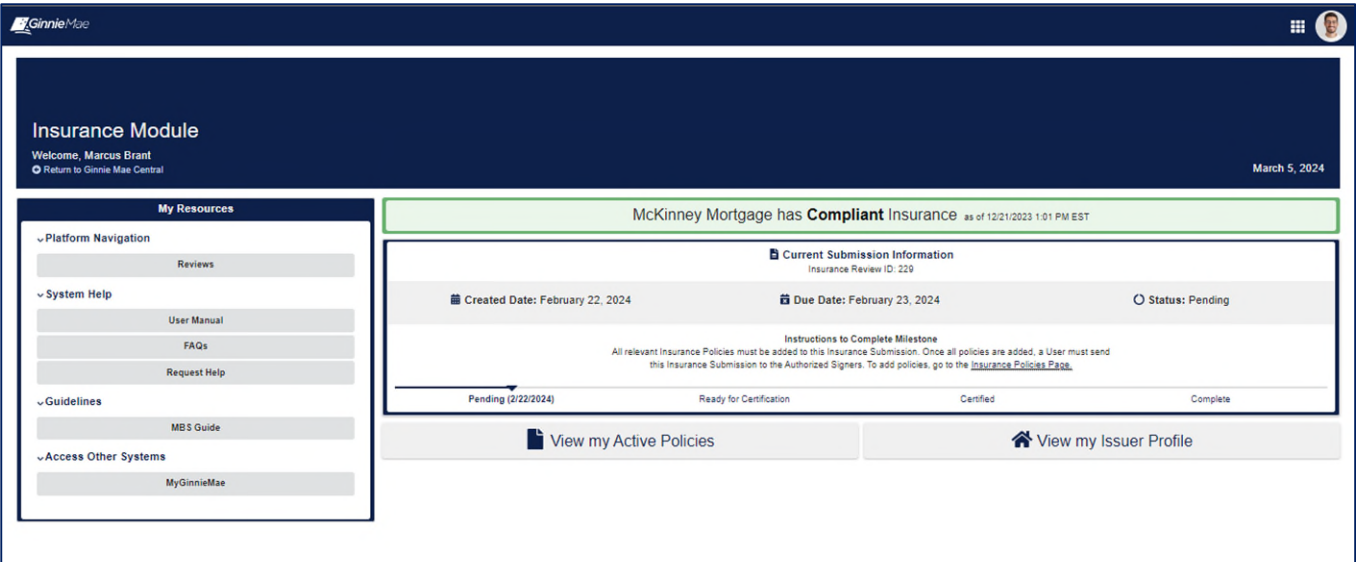 GinnieMae
Insurance Module
Welcome, Marcus Brant
Return to Ginnie Mae Central
March 5, 2024
My Resources
Platform Navigation
Reviews
System Help
User Manual
FAQs
Request Help
Guidelines
MBS Guide
Access Other Systems
MyGinnieMae
McKinney Mortgage has Compliant Insurance as of 12/21/2023 1:01 PM EST
Current Submission Information
Insurance Review ID: 229
Created Date: February 22, 2024
Due Date: February 23, 2024
Status: Pending
Instructions to Complete Milestone
All relevant Insurance Policies must be added to this Insurance Submission. Once all policies are added, a User must send
this Insurance Submission to the Authorized Signers. To add policies, go to the Insurance Policies Page.
Pending (2/22/2024)
Ready for Certification
Certified
Complete
View my Active Policies
View my Issuer Profile